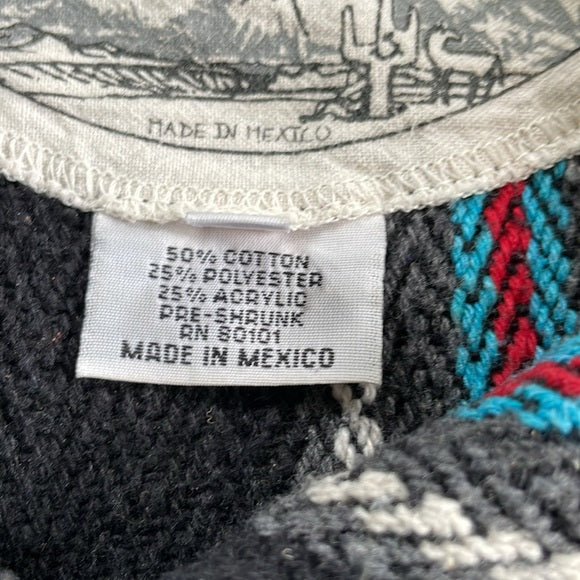 MADE IN MEXICO
50% COTTON
25% POLYESTER
25% ACRYLIC
PRE-SHRUNK
RN 80101
MADE IN MEXICO